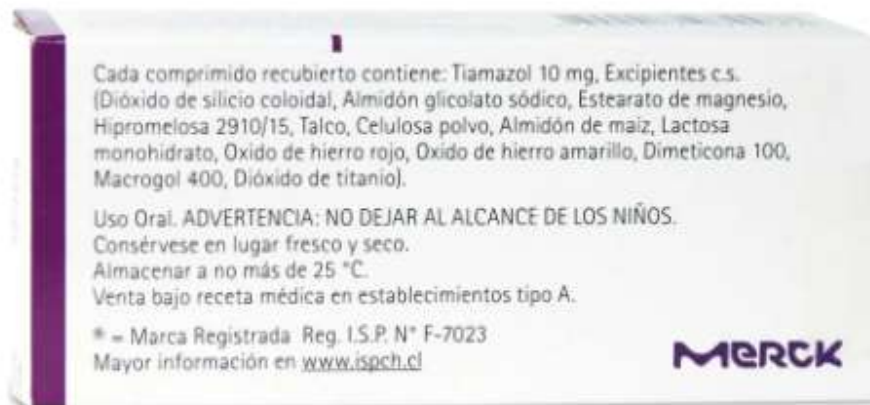 Cada comprimido recubierto contiene: Tiamazol 10 mg, Excipientes c.s.
(Dióxido de silicio coloidal, Almidón glicolato sódico, Estearato de magnesio,
Hipromelosa 2910/15, Talco, Celulosa polvo, Almidón de maiz, Lactosa
monohidrato, Oxido de hierro rojo, Oxido de hierro amarillo, Dimeticona 100,
Macrogol 400, Dióxido de titanio).
Uso Oral. ADVERTENCIA: NO DEJAR AL ALCANCE DE LOS NIÑOS.
Consérvese en lugar fresco y seco.
Almacenar a no más de 25 °C.
Venta bajo receta médica en establecimientos tipo A.
® = Marca Registrada Reg. I.S.P. N° F-7023
Mayor información en www.ispch.cl
MERCK